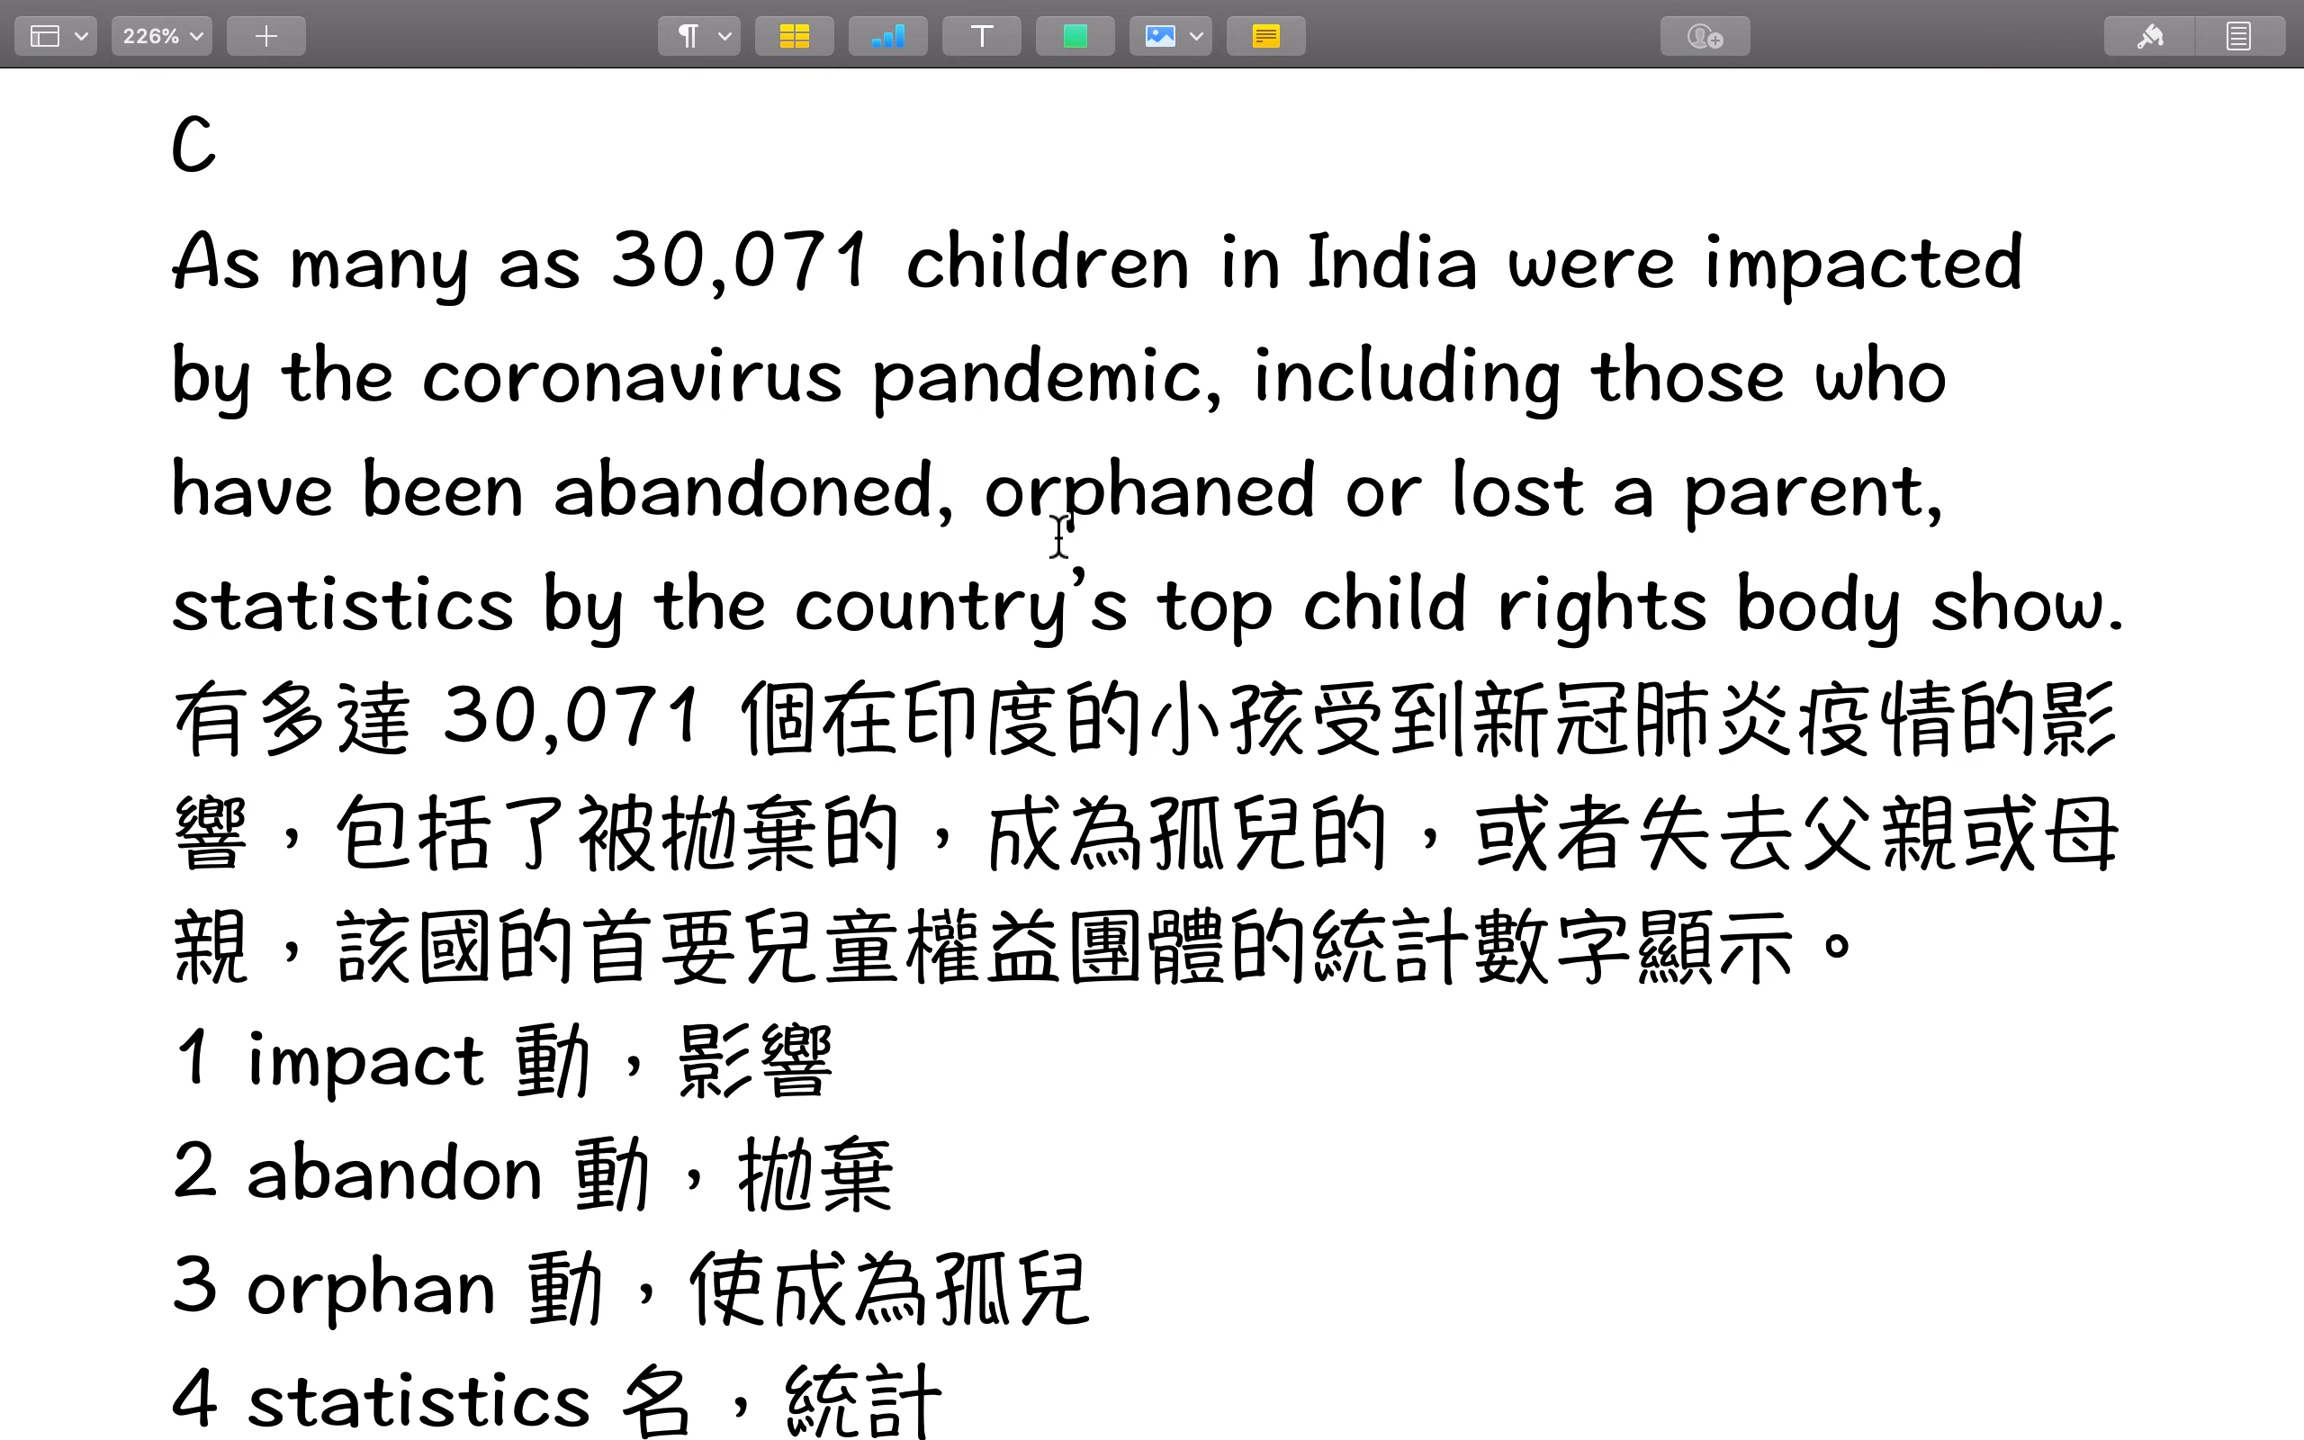 226%
C
As many as 30,071 children in India were impacted
by the coronavirus pandemic, including those who
have been abandoned, orphaned or lost a parent,
statistics by the country's top child rights body show.
有多達 30,071 個在印度的小孩受到新冠肺炎疫情的影
響，包括了被拋棄的，成為孤兒的，或者失去父親或母
親，該國的首要兒童權益團體的統計數字顯示。
1 impact 動，影響
2 abandon 動，拋棄
3 orphan 動，使成為孤兒
4 statistics 名，統計